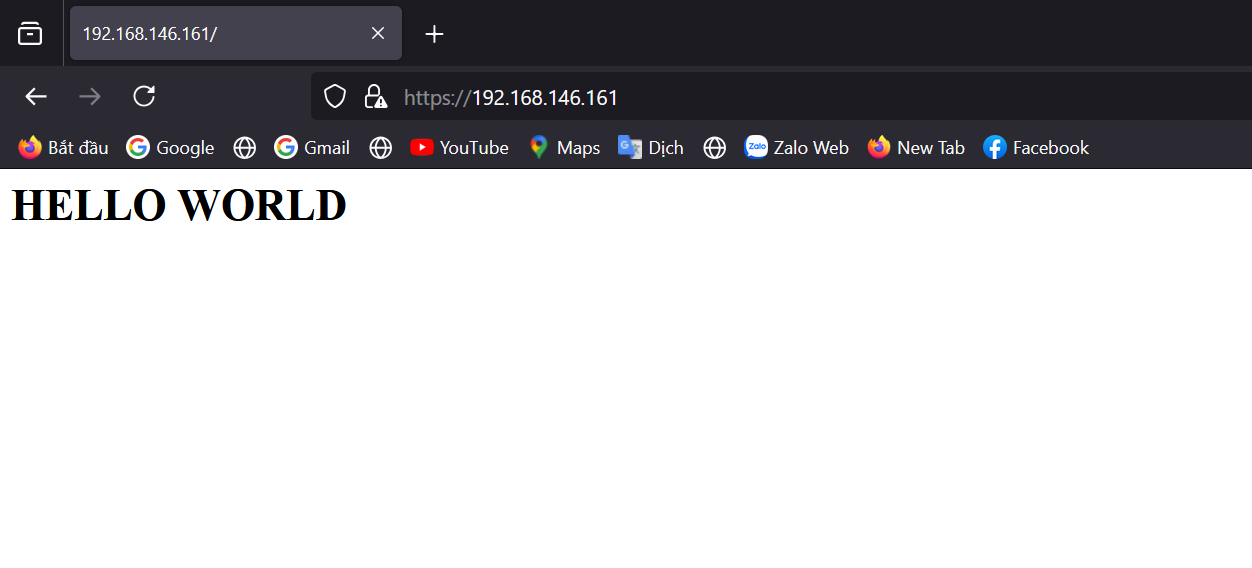 192.168.146.161/
https://192.168.146.161
Bắt đầu Google Gmail YouTube Maps Dịch Zalo Zalo Web New Tab Facebook
HELLO WORLD